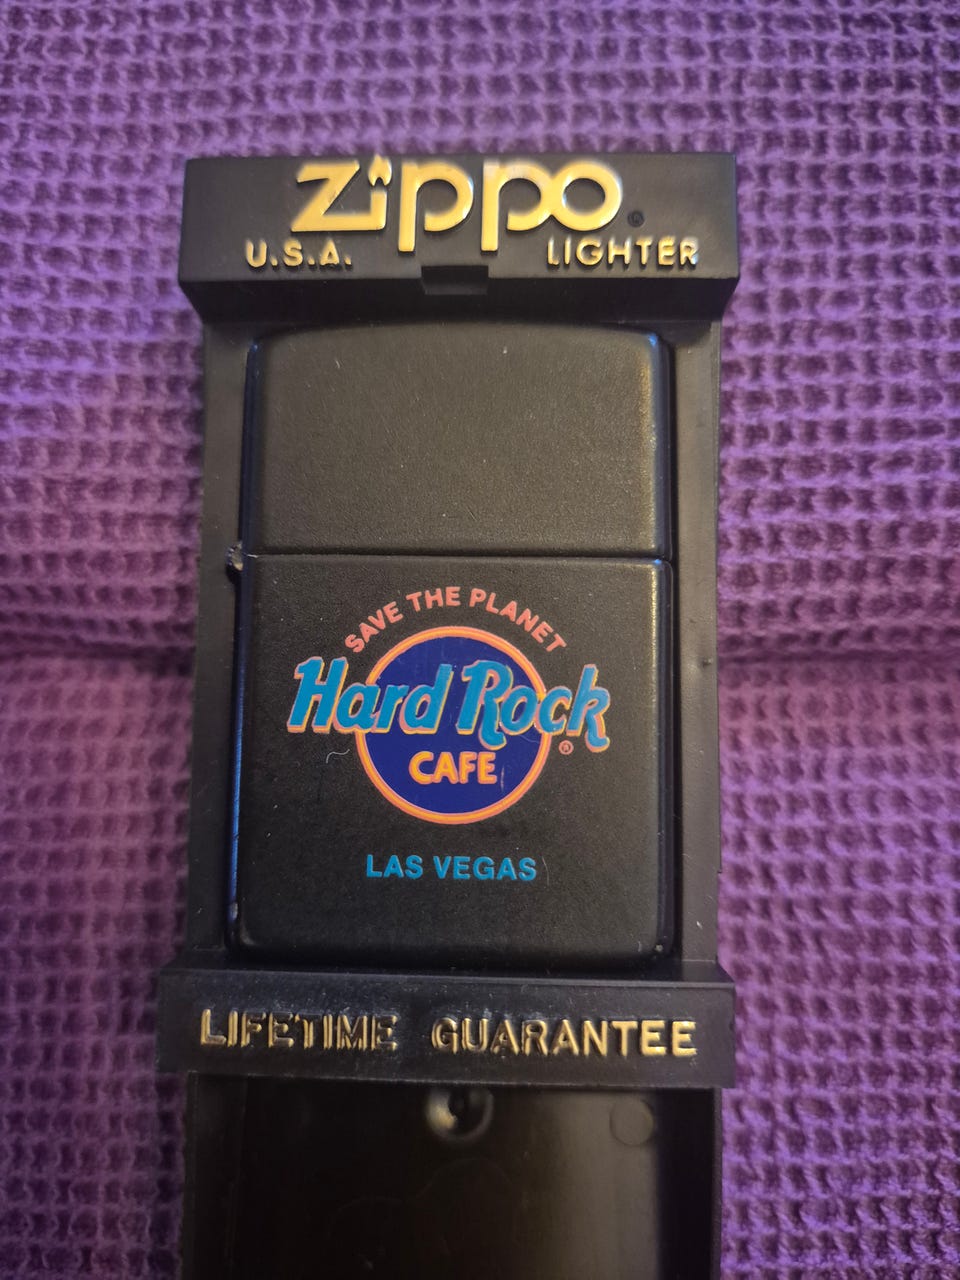 Zippo®
U.S.A. LIGHTER
SAVE THE PLANET
Hard Rock®
CAFE
LAS VEGAS
LIFETIME GUARANTEE